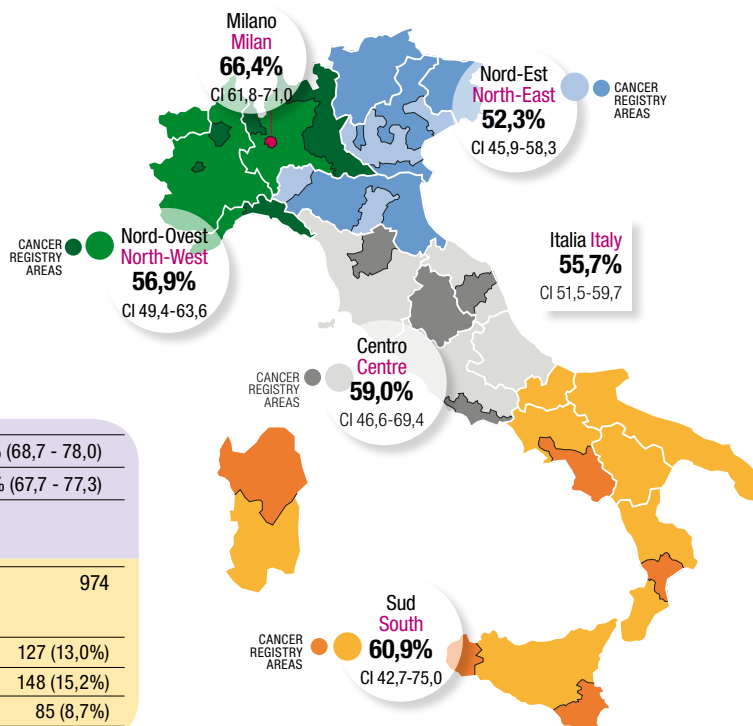 Milano
Milan
66,4%
CI 61,8-71,0
Nord-Est
North-East
52,3%
CI 45,9-58,3
CANCER
REGISTRY
AREAS
Nord-Ovest
North-West
56,9%
CI 49,4-63,6
CANCER
REGISTRY
AREAS
Italia Italy
55,7%
CI 51,5-59,7
Centro
Centre
59,0%
CI 46,6-69,4
CANCER
REGISTRY
AREAS
% (68,7 - 78,0)
% (67,7 - 77,3)
974
127 (13,0%)
148 (15,2%)
85 (8,7%)
Sud
South
60,9%
CI 42,7-75,0
CANCER
REGISTRY
AREAS